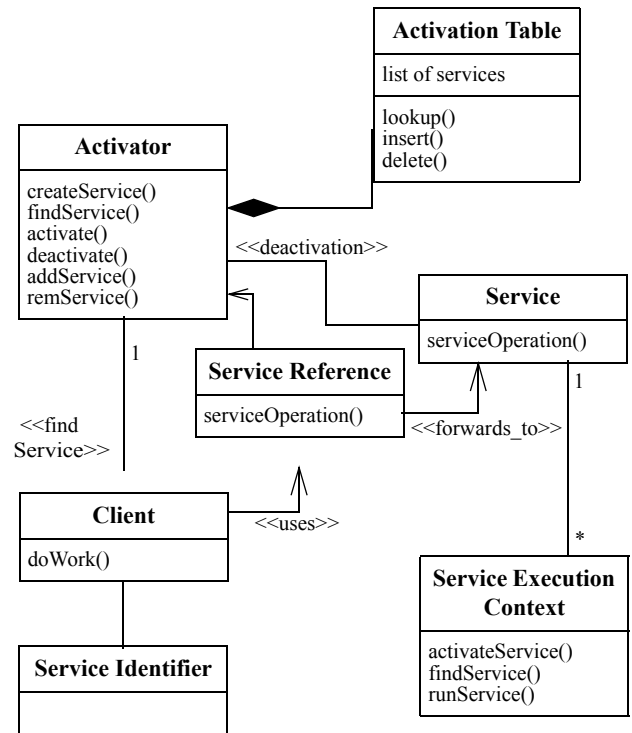 Activation Table
list of services
lookup()
insert()
delete()
Activator
createService()
findService()
activate()
deactivate()
addService()
remService()
<<deactivation>>
Service
serviceOperation()
1
Service Reference
serviceOperation()
1
<<forwards_to>>
<<find
Service>>
Client
doWork()
<<uses>>
*
Service Execution
Context
activateService()
findService()
runService()
Service Identifier